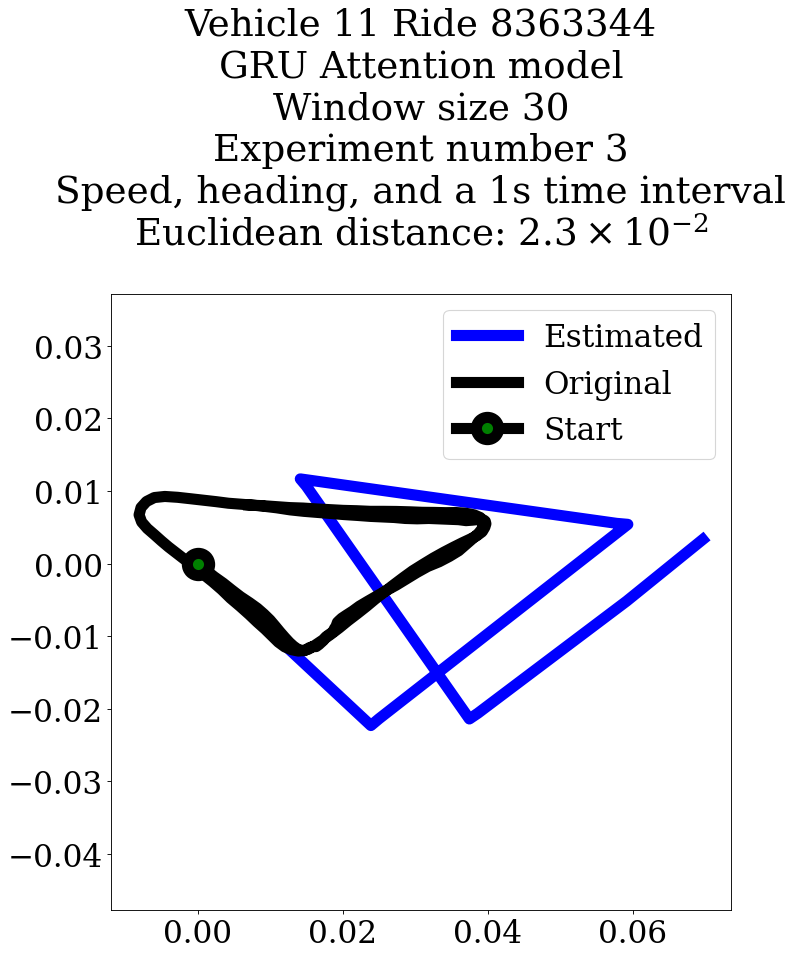 Vehicle 11 Ride 8363344
GRU Attention model
Window size 30
Experiment number 3
Speed, heading, and a 1s time interval
Euclidean distance: 2.3 × 10⁻²
Estimated
Original
Start
0.03
0.02
0.01
0.00
−0.01
−0.02
−0.03
−0.04
0.00 0.02 0.04 0.06